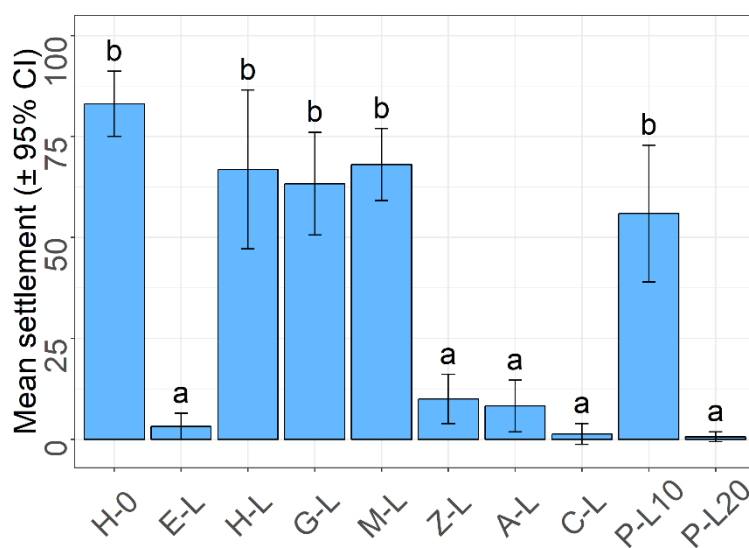 Mean settlement (± 95% CI)
100
75
50
25
0
b
a
b
b
b
a
a
a
b
a
H-0
E-L
H-L
G-L
M-L
Z-L
A-L
C-L
P-L10
P-L20